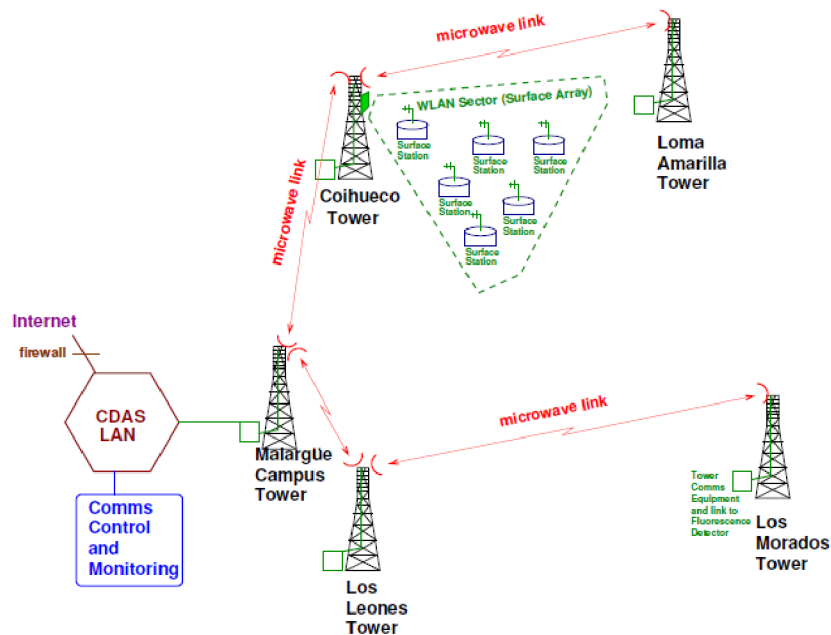 microwave link
WLAN Sector (Surface Array)
Surface
Station
Surface
Station
Surface
Station
Surface
Station
Surface
Station
Surface
Station
Loma
Amarilla
Tower
Coihueco
Tower
microwave link
Internet
firewall
CDAS
LAN
Malargüe
Campus
Tower
microwave link
Comms
Control
and
Monitoring
Tower
Comms
Equipment
and link to
Fluorescence
Detector
Los
Morados
Tower
Los
Leones
Tower